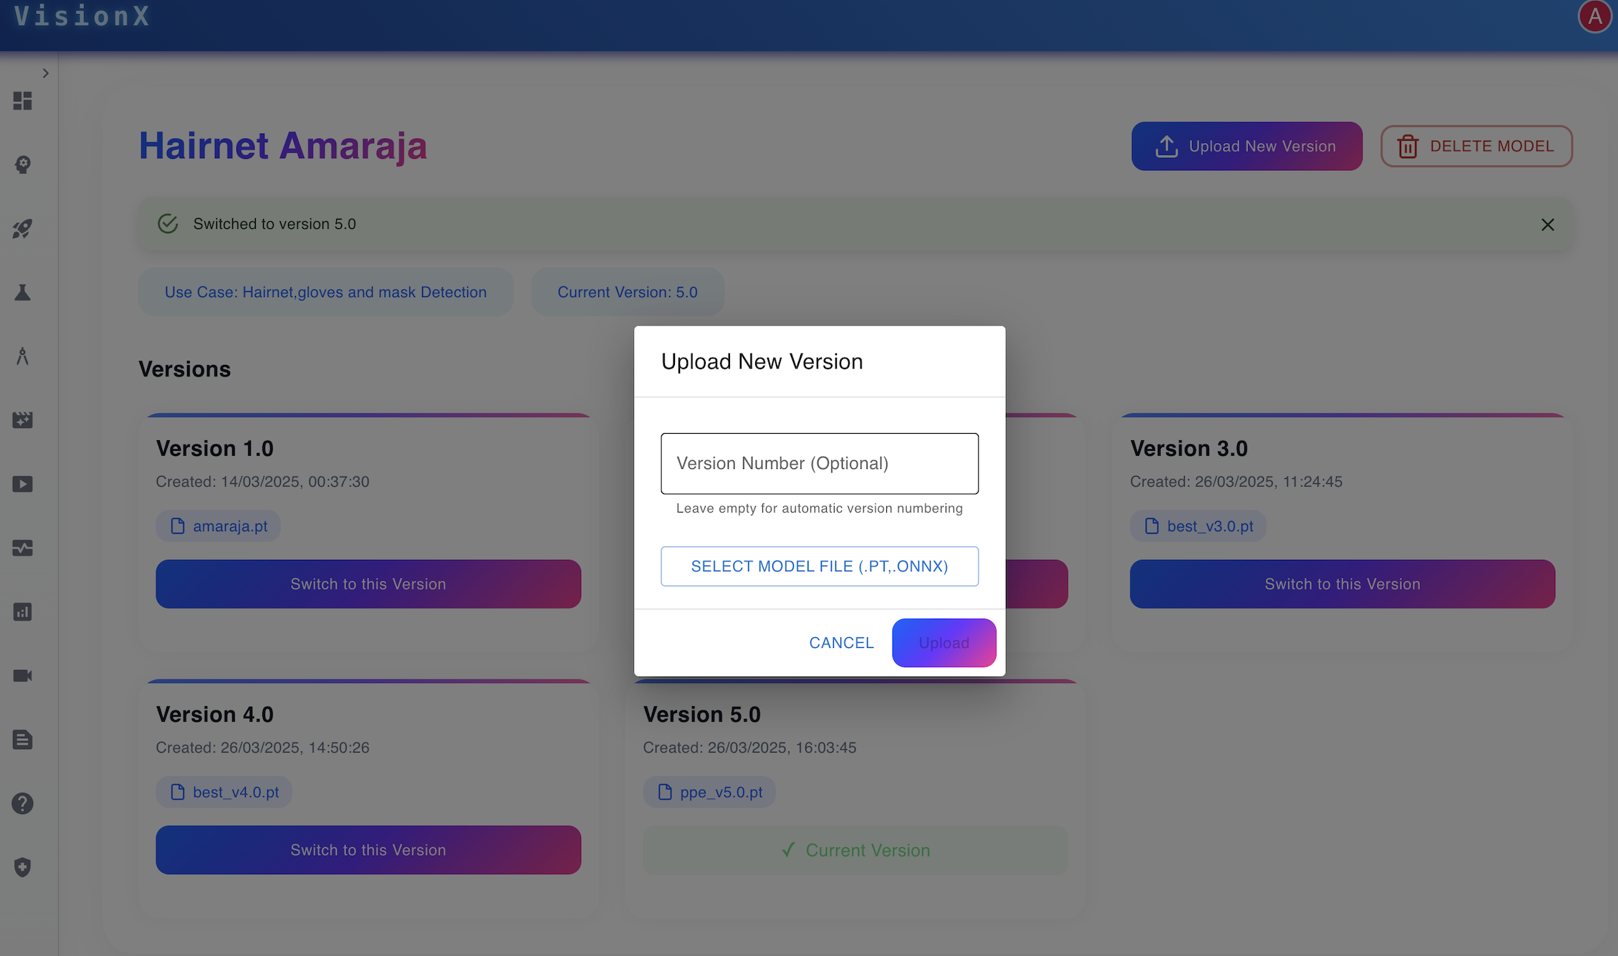 VisionX
A
Hairnet Amaraja
Upload New Version
DELETE MODEL
Switched to version 5.0
Use Case: Hairnet,gloves and mask Detection
Current Version: 5.0
Versions
Version 1.0
Created: 14/03/2025, 00:37:30
amaraja.pt
Switch to this Version
Version 3.0
Created: 26/03/2025, 11:24:45
best_v3.0.pt
Switch to this Version
Upload New Version
Version Number (Optional)
Leave empty for automatic version numbering
SELECT MODEL FILE (.PT,.ONNX)
CANCEL
Upload
Version 4.0
Created: 26/03/2025, 14:50:26
best_v4.0.pt
Switch to this Version
Version 5.0
Created: 26/03/2025, 16:03:45
ppe_v5.0.pt
Current Version